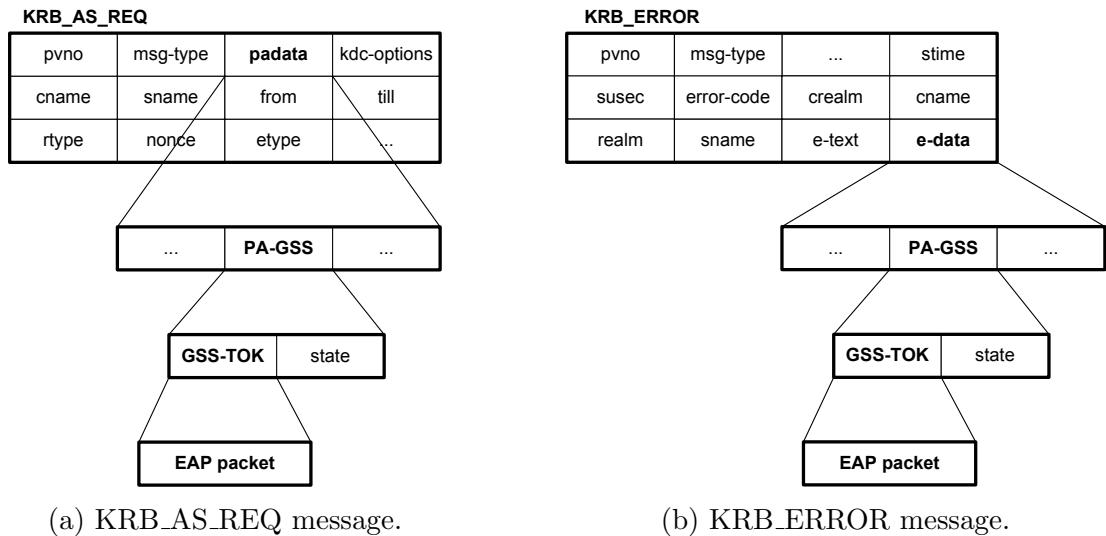 KRB_AS_REQ
pvno msg-type padata kdc-options
cname sname from till
rtype nonce etype ...
... PA-GSS ...
GSS-TOK state
EAP packet
(a) KRB_AS_REQ message.
KRB_ERROR
pvno msg-type ... stime
susec error-code crealm cname
realm sname e-text e-data
... PA-GSS ...
GSS-TOK state
EAP packet
(b) KRB_ERROR message.